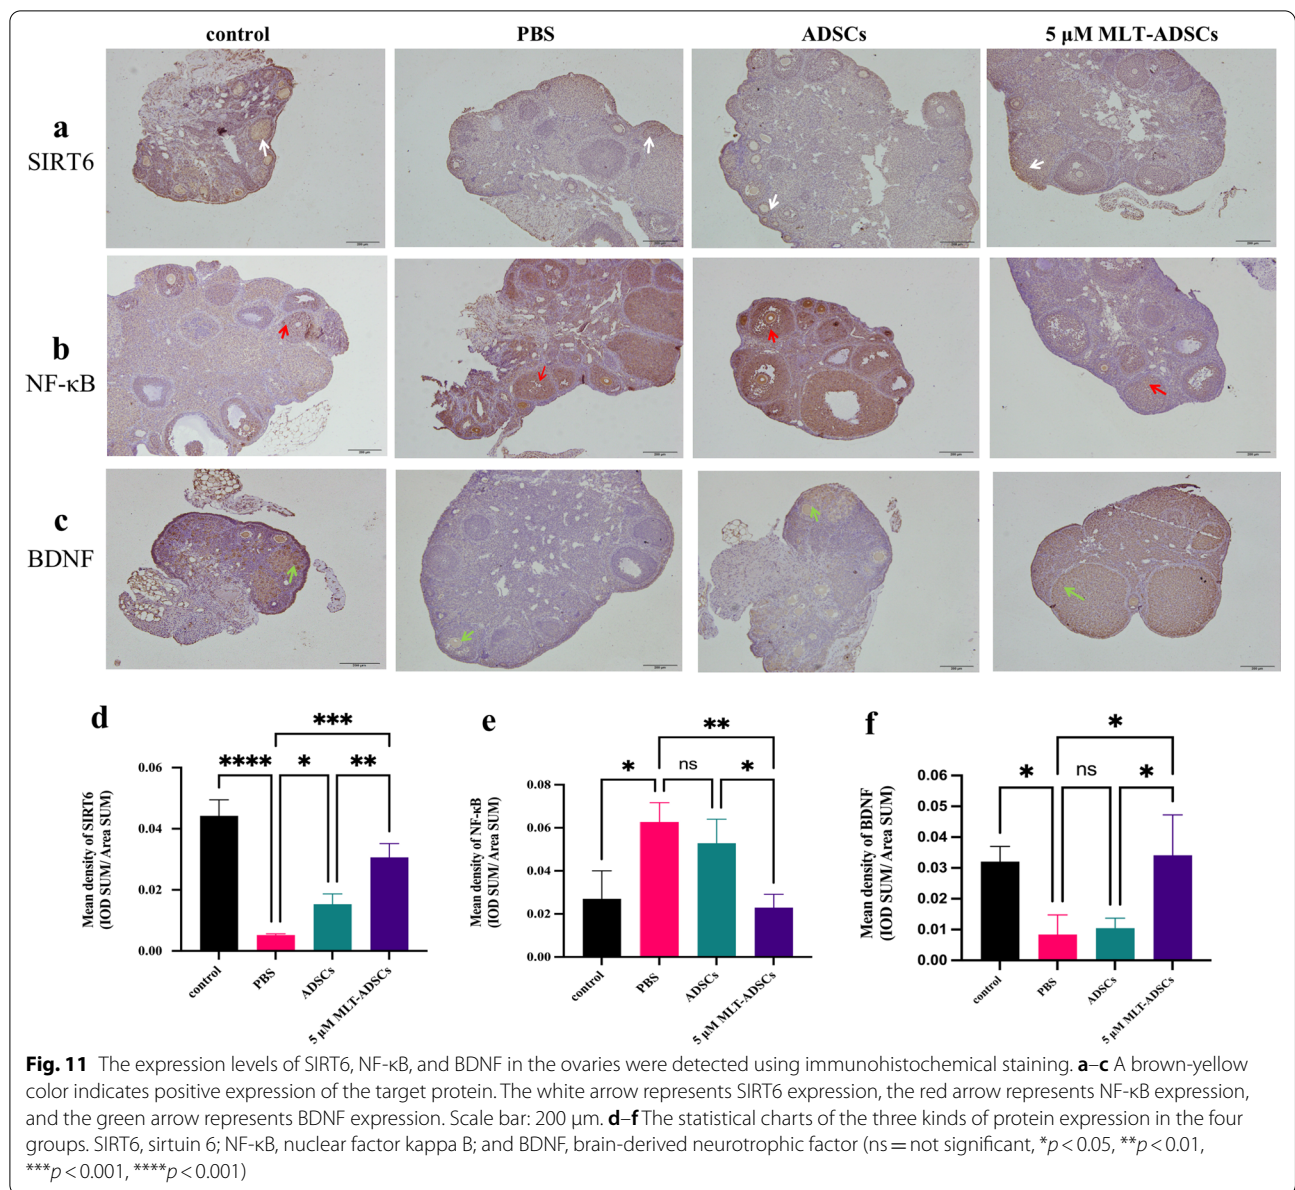 control PBS ADSCs 5 μM MLT-ADSCs
a
SIRT6
b
NF-κB
c
BDNF
d
Mean density of SIRT6
(IOD SUM/ Area SUM)
0.06
0.04
0.02
0.00
**** * **
***
control PBS ADSCs 5 μM MLT-ADSCs
e
Mean density of NF-κB
(IOD SUM/ Area SUM)
0.08
0.06
0.04
0.02
0.00
* ns *
**
control PBS ADSCs 5 μM MLT-ADSCs
f
Mean density of BDNF
(IOD SUM/ Area SUM)
0.06
0.05
0.04
0.03
0.02
0.01
0.00
* ns *
*
control PBS ADSCs 5 μM MLT-ADSCs
Fig. 11 The expression levels of SIRT6, NF-κB, and BDNF in the ovaries were detected using immunohistochemical staining. a–c A brown-yellow
color indicates positive expression of the target protein. The white arrow represents SIRT6 expression, the red arrow represents NF-κB expression,
and the green arrow represents BDNF expression. Scale bar: 200 μm. d–f The statistical charts of the three kinds of protein expression in the four
groups. SIRT6, sirtuin 6; NF-κB, nuclear factor kappa B; and BDNF, brain-derived neurotrophic factor (ns = not significant, *p < 0.05, **p < 0.01,
***p < 0.001, ****p < 0.001)